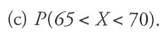 (c) P(65 < X < 70).